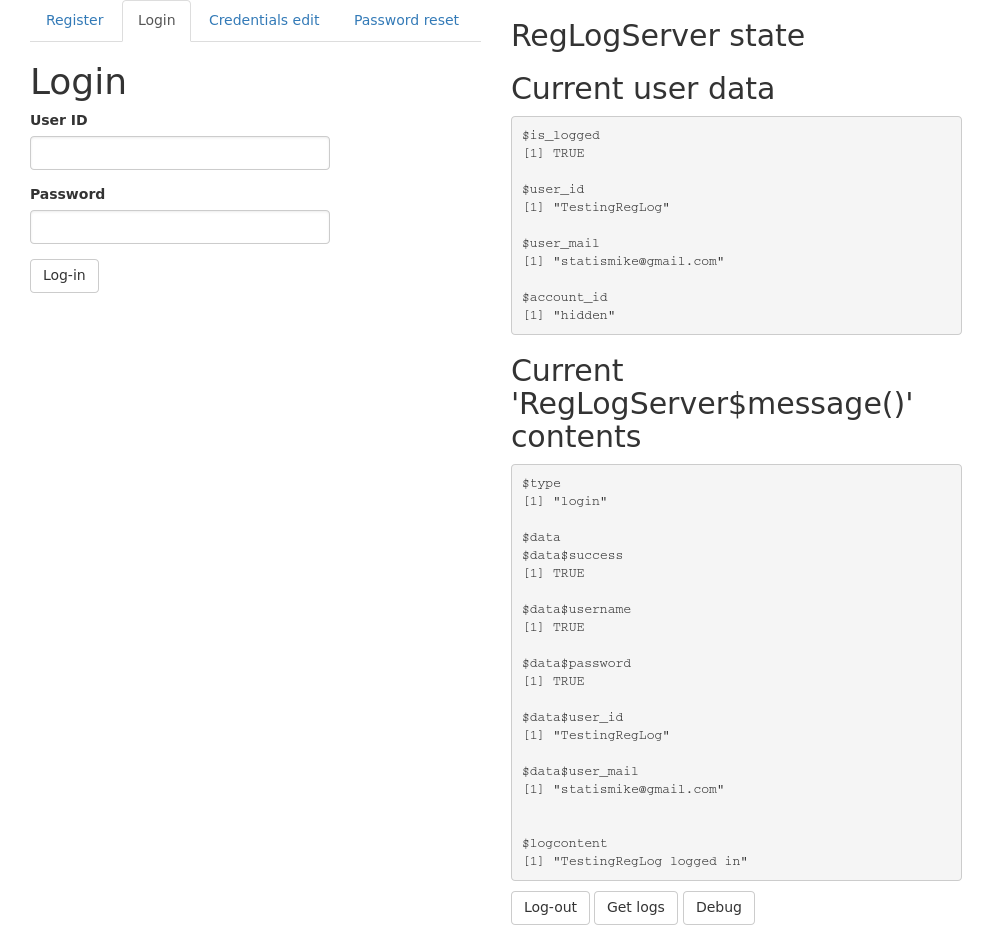 Register Login Credentials edit Password reset
Login
User ID
Password
Log-in
RegLogServer state
Current user data
$is_logged
[1] TRUE
$user_id
[1] "TestingRegLog"
$user_mail
[1] "statismike@gmail.com"
$account_id
[1] "hidden"
Current
'RegLogServer$message()'
contents
$type
[1] "login"
$data
$data$success
[1] TRUE
$data$username
[1] TRUE
$data$password
[1] TRUE
$data$user_id
[1] "TestingRegLog"
$data$user_mail
[1] "statismike@gmail.com"
$logcontent
[1] "TestingRegLog logged in"
Log-out Get logs Debug